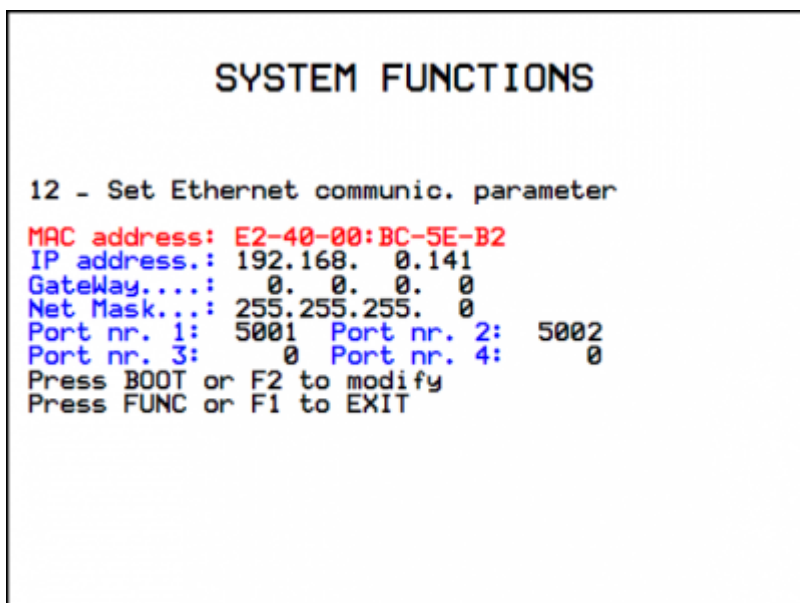 SYSTEM FUNCTIONS
12 - Set Ethernet communic. parameter
MAC address: E2-40-00:BC-5E-B2
IP address.: 192.168.  0.141
GateWay....:   0.  0.  0.  0
Net Mask...: 255.255.255.  0
Port nr. 1:  5001  Port nr. 2:  5002
Port nr. 3:     0  Port nr. 4:     0
Press BOOT or F2 to modify
Press FUNC or F1 to EXIT